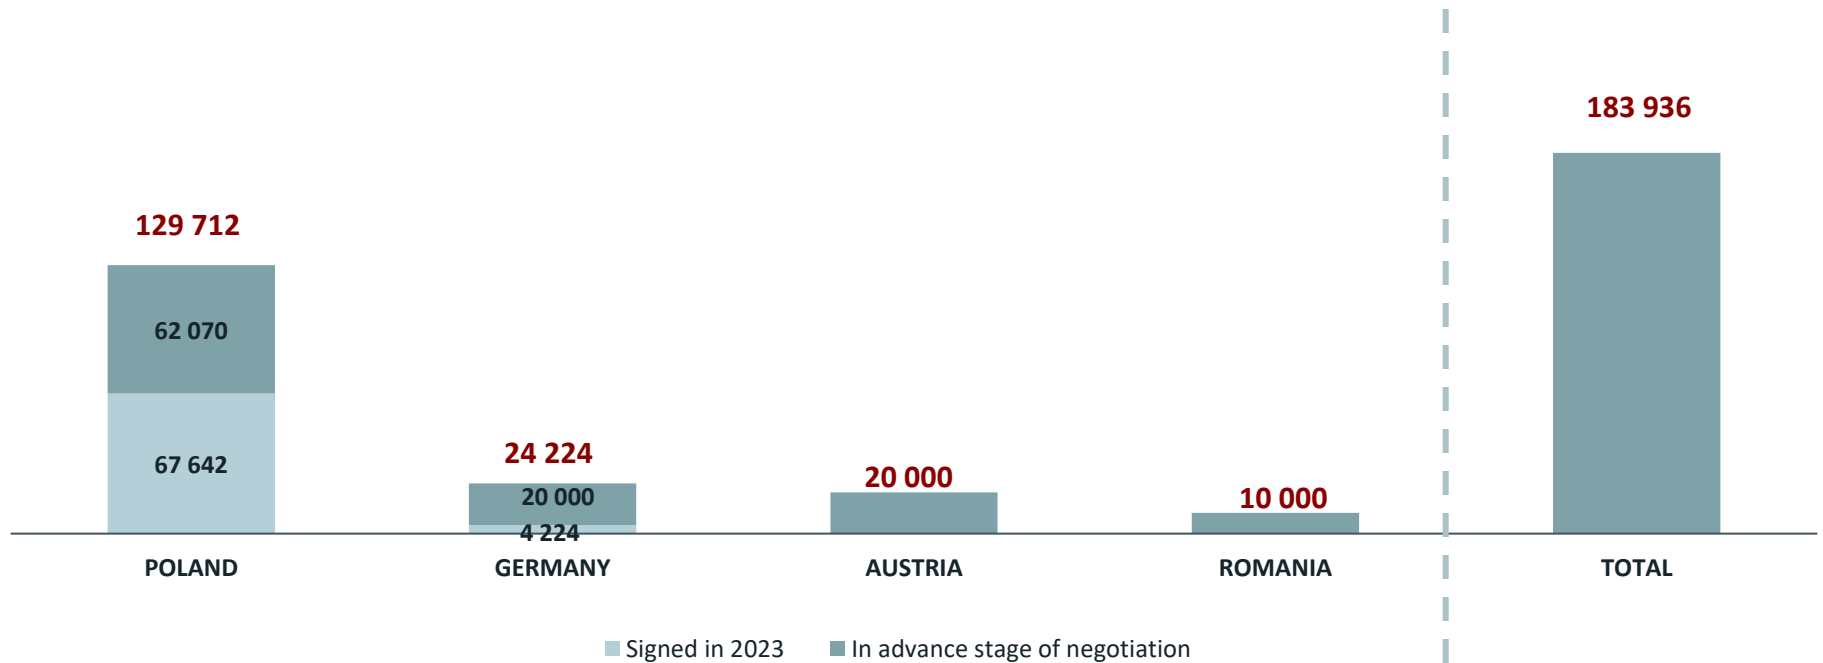 183 936
129 712
62 070
67 642
24 224
20 000
4 224
20 000
10 000
POLAND
GERMANY
AUSTRIA
ROMANIA
TOTAL
Signed in 2023
In advance stage of negotiation